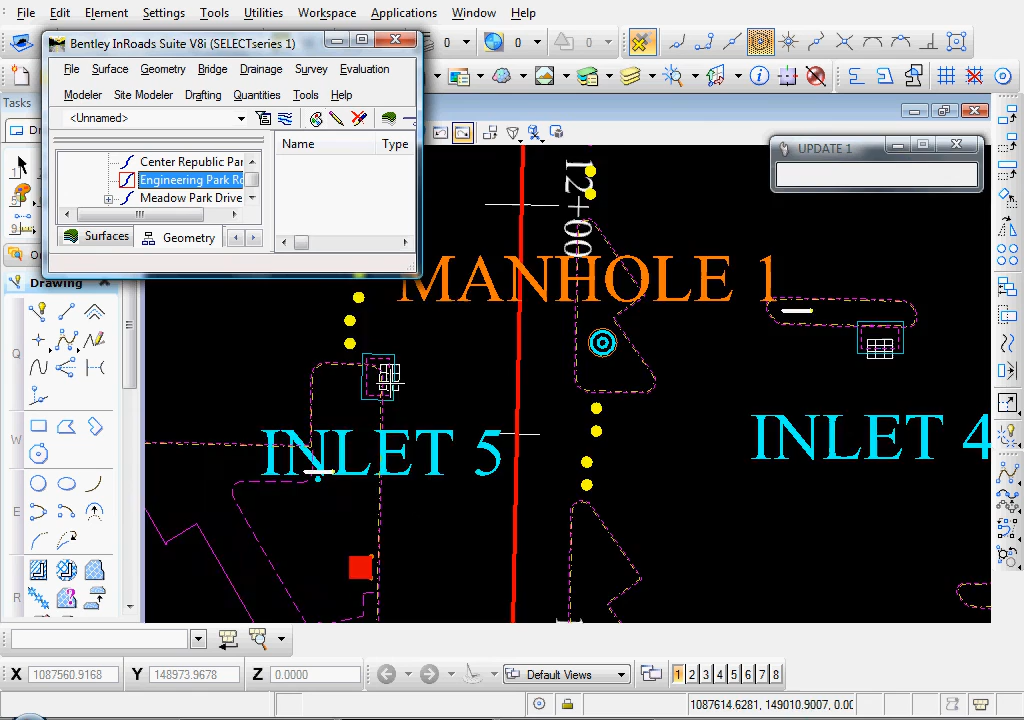 File Edit Element Settings Tools Utilities Workspace Applications Window Help
0 0 0
Bentley InRoads Suite V8i (SELECTseries 1)
File Surface Geometry Bridge Drainage Survey Evaluation
Modeler Site Modeler Drafting Quantities Tools Help
<Unnamed>
Name Type
Center Republic Par
Engineering Park Ro
Meadow Park Drive
Surfaces Geometry
Tasks
UPDATE 1
12+00
MANHOLE 1
INLET 5
INLET 4
Drawing
Q
W
E
R
X 1087560.9168 Y 148973.9678 Z 0.0000 Default Views 1 2 3 4 5 6 7 8
1087614.6281, 149010.9007, 0.00